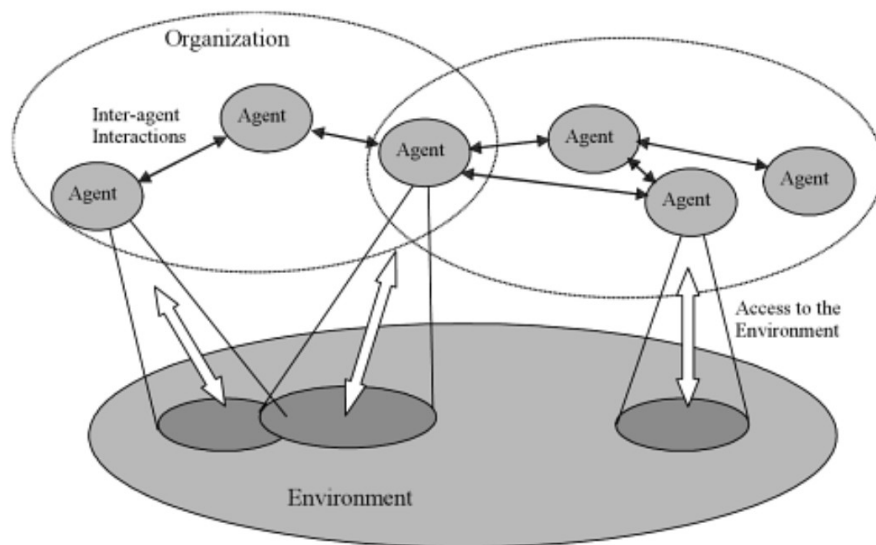 Organization
Inter-agent
Interactions
Agent
Agent
Agent
Agent
Agent
Agent
Access to the
Environment
Environment